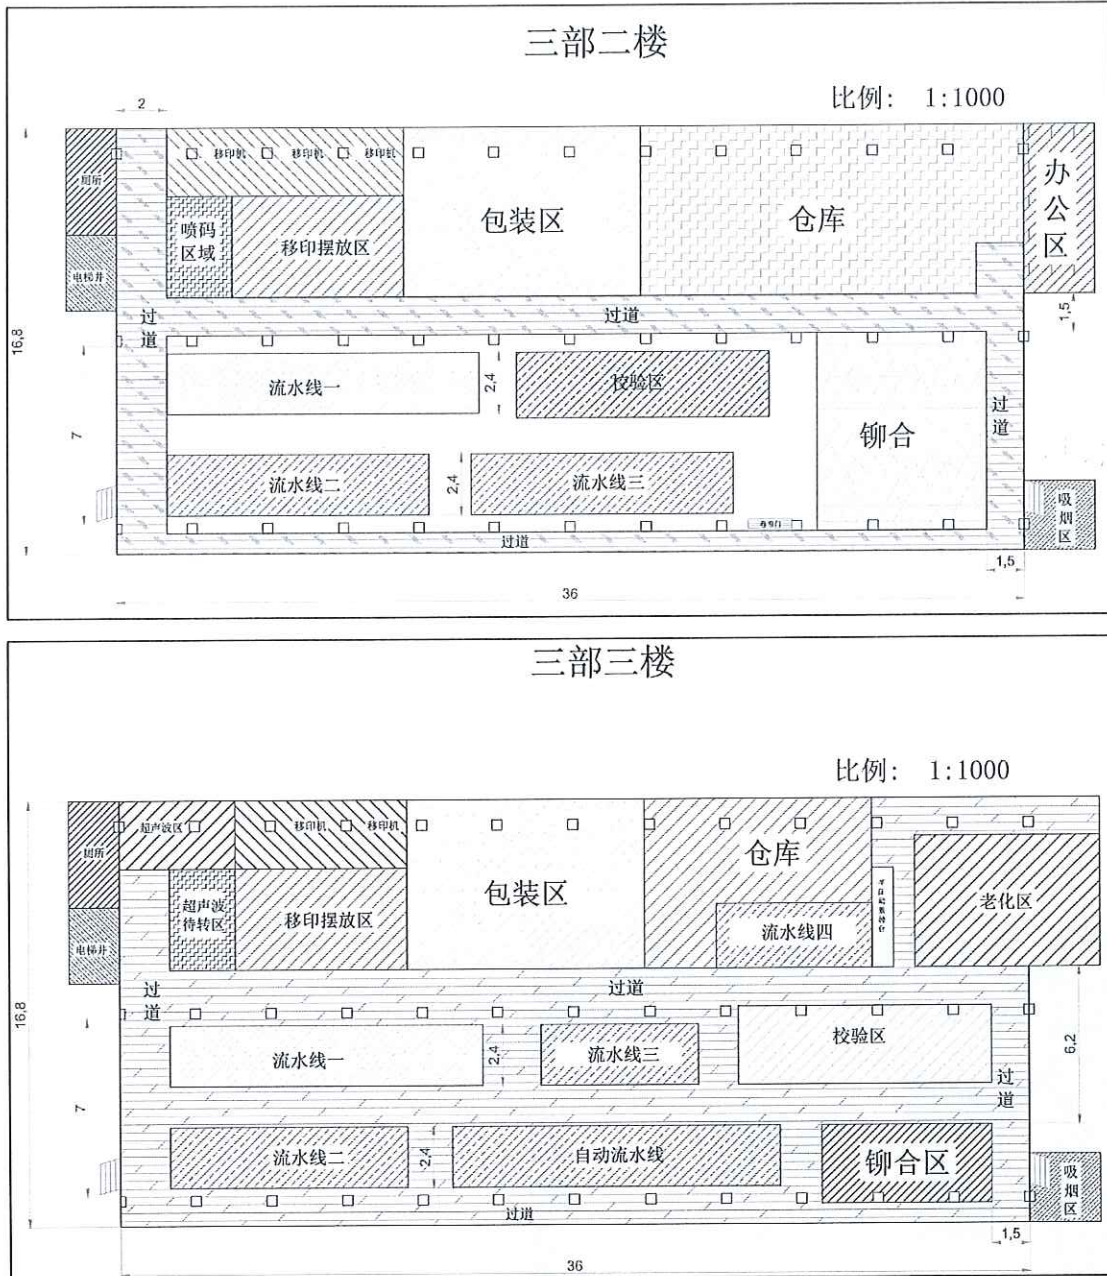 三部二楼
比例: 1:1000
2
厕所
移印机
移印机
移印机
包装区
仓库
办公区
喷码区域
移印摆放区
电梯井
16,8
过道
过道
1,5
流水线一
2,4
校验区
铆合
过道
7
流水线二
2,4
流水线三
吸烟区
过道
1,5
36
三部三楼
比例: 1:1000
厕所
超声波区
移印机
移印机
包装区
仓库
老化区
超声波待转区
移印摆放区
流水线四
电梯井
16,8
过道
过道
流水线一
2,4
流水线三
校验区
6,2
过道
7
流水线二
2,4
自动流水线
铆合区
吸烟区
过道
1,5
36